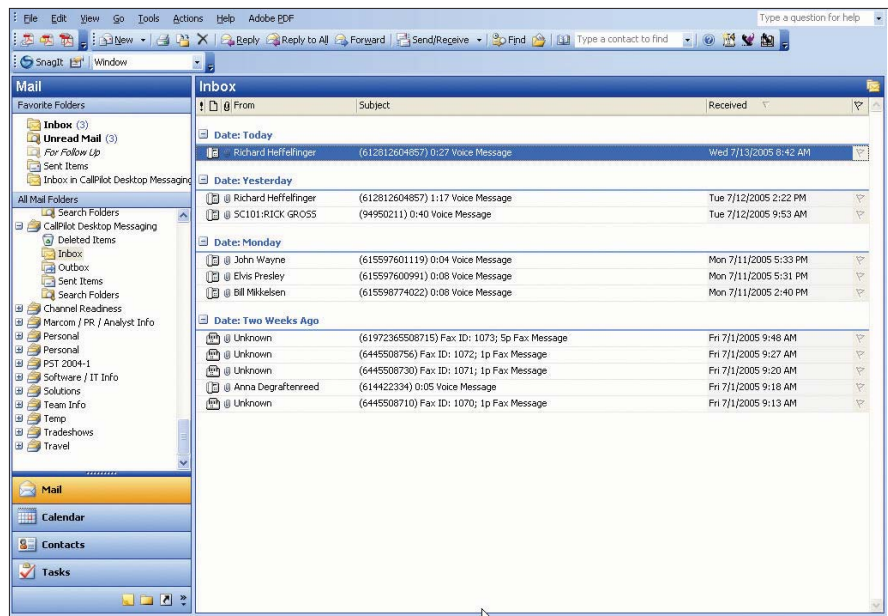 File Edit View Go Tools Actions Help Adobe PDF Type a question for help
New Reply Reply to All Forward Send/Receive Find Type a contact to find
SnagIt Window
Mail
Favorite Folders
Inbox (3)
Unread Mail (3)
For Follow Up
Sent Items
Inbox in CallPilot Desktop Messaging
All Mail Folders
Search Folders
CallPilot Desktop Messaging
Deleted Items
Inbox
Outbox
Sent Items
Search Folders
Channel Readiness
Marcom / PR / Analyst Info
Personal
Personal
PST 2004-1
Software / IT Info
Solutions
Team Info
Temp
Tradeshows
Travel
Mail
Calendar
Contacts
Tasks
Inbox
From Subject Received
Date: Today
Richard Heffelfinger (612812604857) 0:27 Voice Message Wed 7/13/2005 8:42 AM
Date: Yesterday
Richard Heffelfinger (612812604857) 1:17 Voice Message Tue 7/12/2005 2:22 PM
SC101:RICK GROSS (94950211) 0:40 Voice Message Tue 7/12/2005 9:53 AM
Date: Monday
John Wayne (615597601119) 0:04 Voice Message Mon 7/11/2005 5:33 PM
Elvis Presley (615597600991) 0:08 Voice Message Mon 7/11/2005 5:31 PM
Bill Mikkelsen (615598774022) 0:08 Voice Message Mon 7/11/2005 2:40 PM
Date: Two Weeks Ago
Unknown (61972365508715) Fax ID: 1073; 5p Fax Message Fri 7/1/2005 9:48 AM
Unknown (6445508756) Fax ID: 1072; 1p Fax Message Fri 7/1/2005 9:27 AM
Unknown (6445508730) Fax ID: 1071; 1p Fax Message Fri 7/1/2005 9:20 AM
Anna Degraftenreed (614422334) 0:05 Voice Message Fri 7/1/2005 9:18 AM
Unknown (6445508710) Fax ID: 1070; 1p Fax Message Fri 7/1/2005 9:13 AM